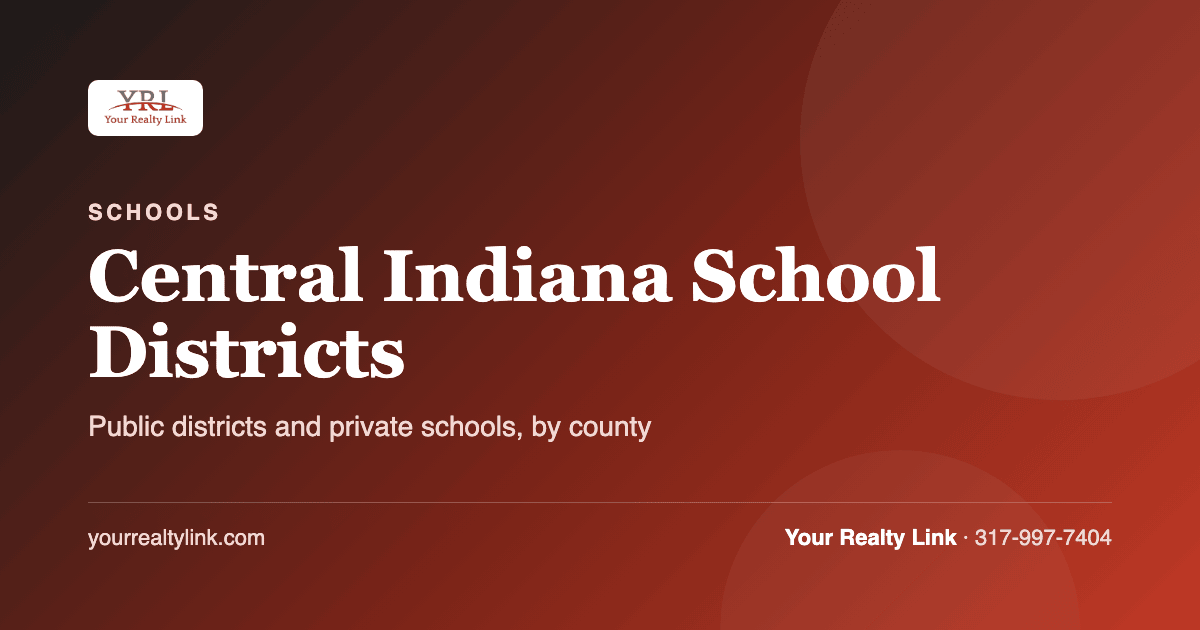 YRL
Your Realty Link
SCHOOLS
Central Indiana School
Districts
Public districts and private schools, by county
yourrealtylink.com
Your Realty Link · 317-997-7404